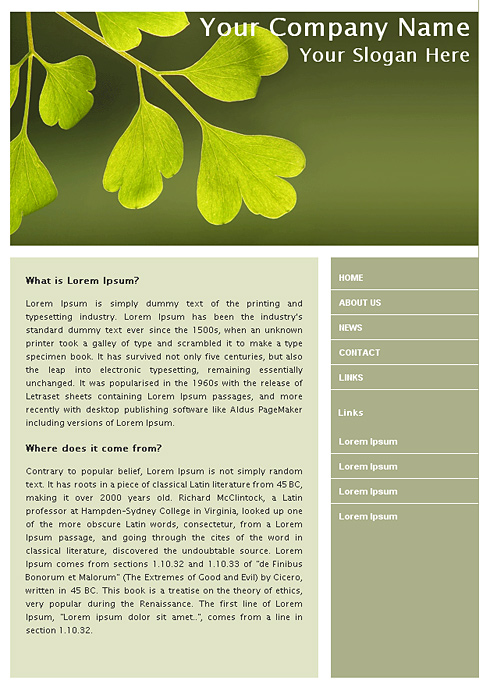 Your Company Name
Your Slogan Here
What is Lorem Ipsum?
Lorem Ipsum is simply dummy text of the printing and
typesetting industry. Lorem Ipsum has been the industry's
standard dummy text ever since the 1500s, when an unknown
printer took a galley of type and scrambled it to make a type
specimen book. It has survived not only five centuries, but also
the leap into electronic typesetting, remaining essentially
unchanged. It was popularised in the 1960s with the release of
Letraset sheets containing Lorem Ipsum passages, and more
recently with desktop publishing software like Aldus PageMaker
including versions of Lorem Ipsum.
Where does it come from?
Contrary to popular belief, Lorem Ipsum is not simply random
text. It has roots in a piece of classical Latin literature from 45 BC,
making it over 2000 years old. Richard McClintock, a Latin
professor at Hampden-Sydney College in Virginia, looked up one
of the more obscure Latin words, consectetur, from a Lorem
Ipsum passage, and going through the cites of the word in
classical literature, discovered the undoubtable source. Lorem
Ipsum comes from sections 1.10.32 and 1.10.33 of "de Finibus
Bonorum et Malorum" (The Extremes of Good and Evil) by Cicero,
written in 45 BC. This book is a treatise on the theory of ethics,
very popular during the Renaissance. The first line of Lorem
Ipsum, "Lorem ipsum dolor sit amet..", comes from a line in
section 1.10.32.
HOME
ABOUT US
NEWS
CONTACT
LINKS
Links
Lorem Ipsum
Lorem Ipsum
Lorem Ipsum
Lorem Ipsum